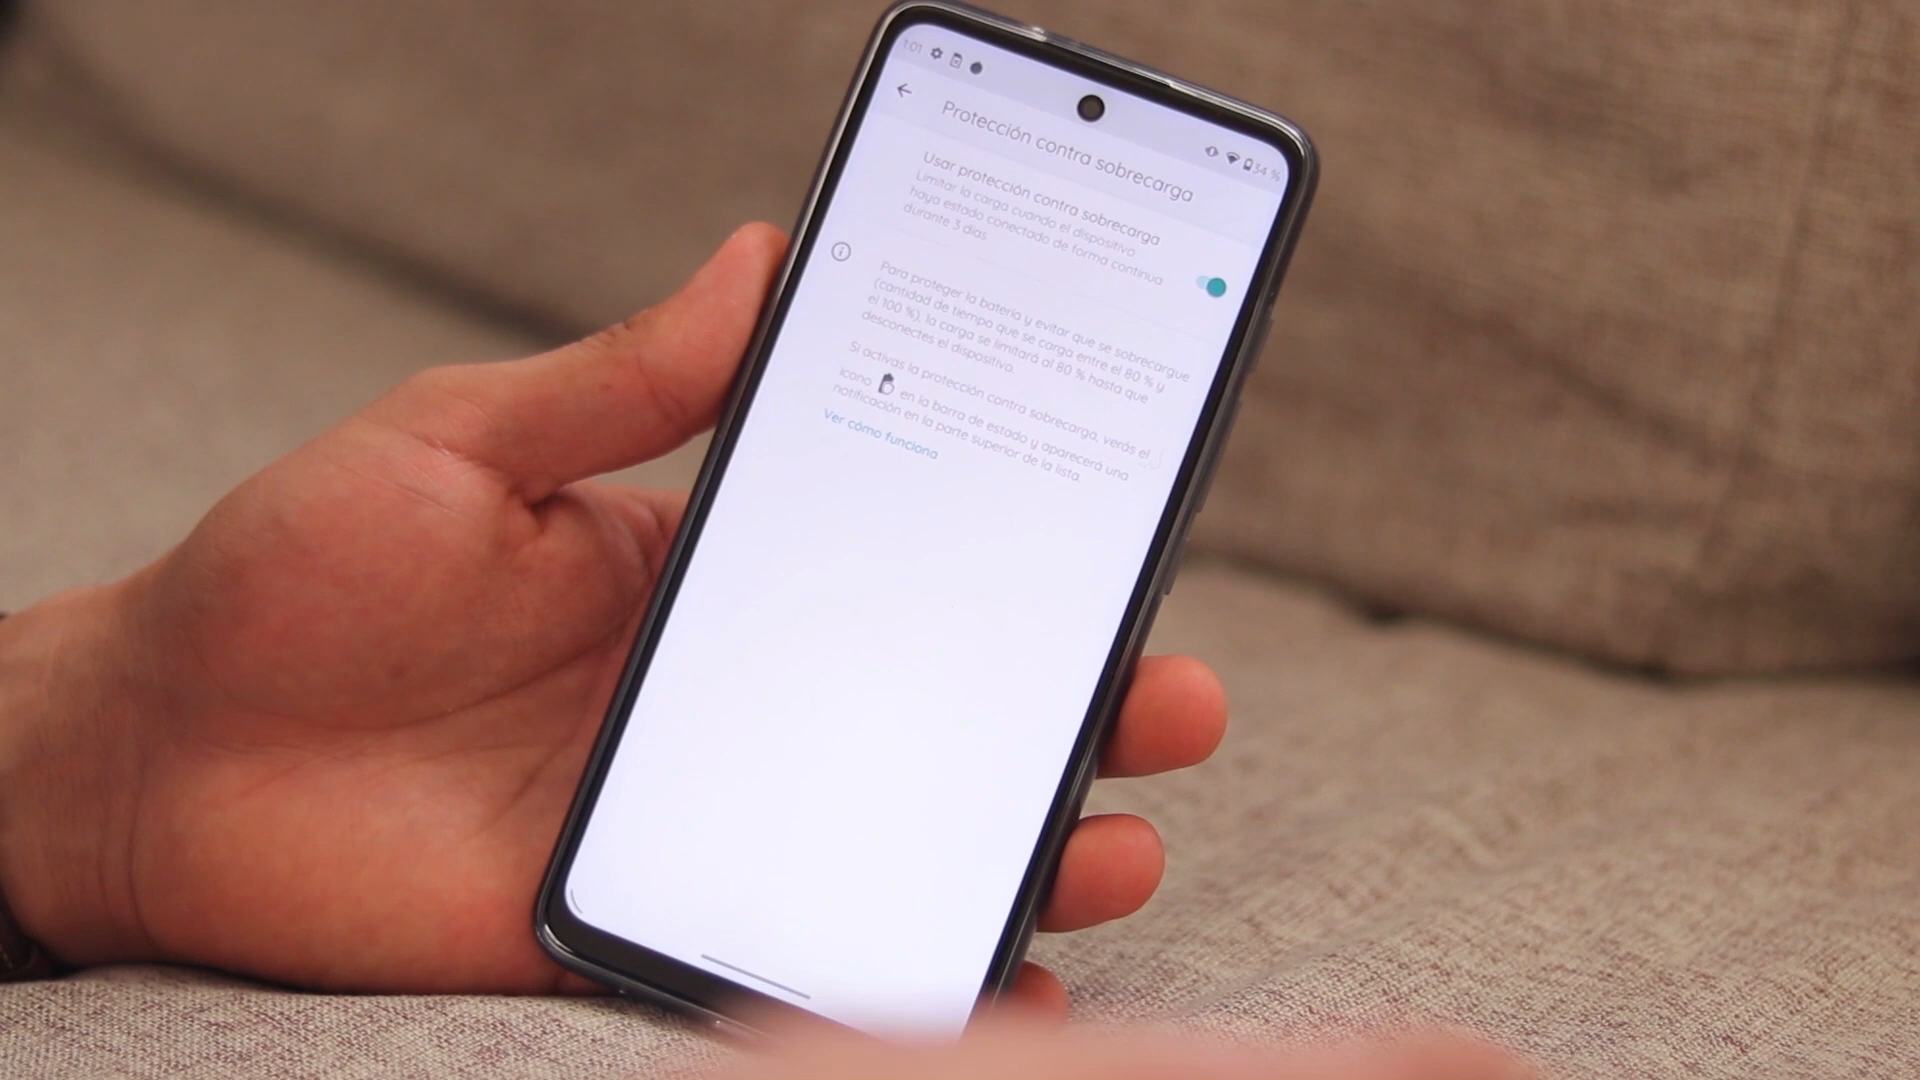 1:01
34 %
Protección contra sobrecarga
Usar protección contra sobrecarga
Limitar la carga cuando el dispositivo
haya estado conectado de forma continua
durante 3 días
Para proteger la batería y evitar que se sobrecargue
(cantidad de tiempo que se carga entre el 80 % y
el 100 %), la carga se limitará al 80 % hasta que
desconectes el dispositivo.
Si activas la protección contra sobrecarga, verás el
icono en la barra de estado y aparecerá una
notificación en la parte superior de la lista.
Ver cómo funciona